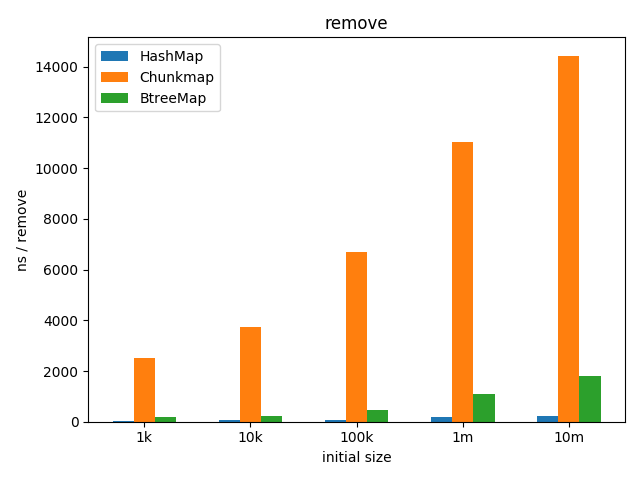 remove
HashMap
Chunkmap
BtreeMap
ns / remove
14000
12000
10000
8000
6000
4000
2000
0
1k 10k 100k 1m 10m
initial size